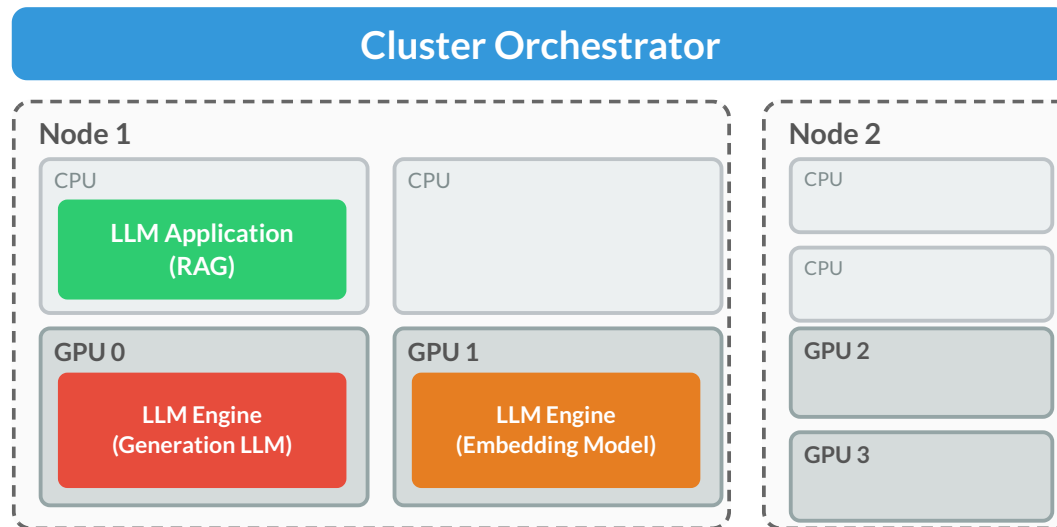 Cluster Orchestrator
Node 1
CPU
LLM Application
(RAG)
CPU
GPU 0
LLM Engine
(Generation LLM)
GPU 1
LLM Engine
(Embedding Model)
Node 2
CPU
CPU
GPU 2
GPU 3